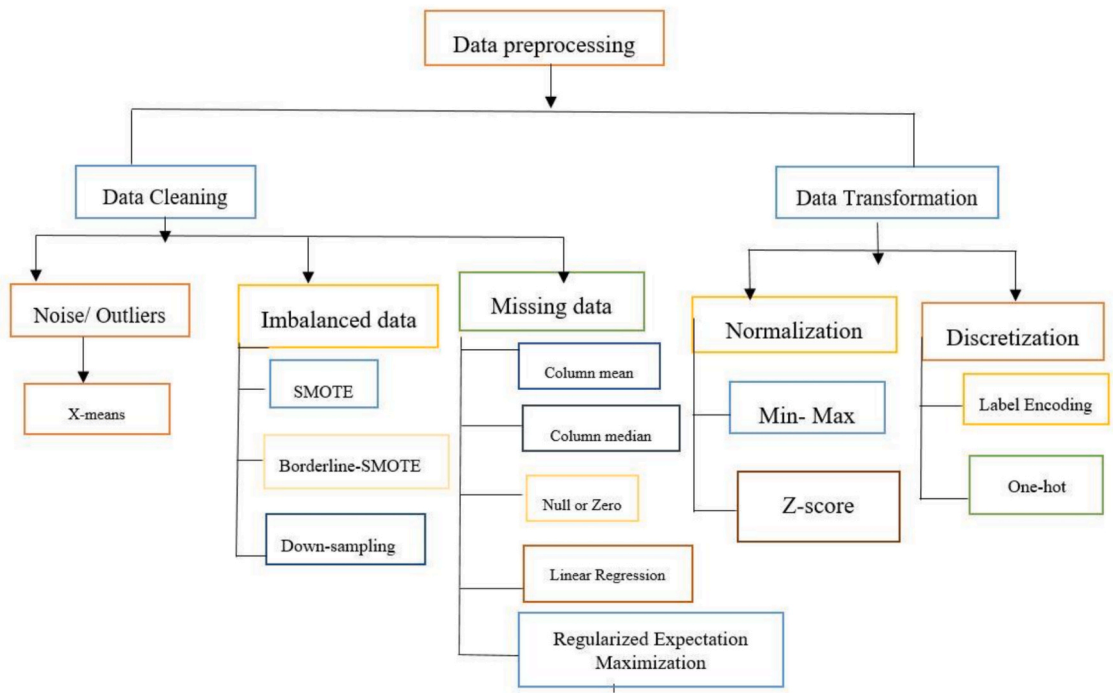 Data preprocessing
Data Cleaning
Data Transformation
Noise/ Outliers
Imbalanced data
Missing data
Normalization
Discretization
X-means
SMOTE
Borderline-SMOTE
Down-sampling
Column mean
Column median
Null or Zero
Linear Regression
Regularized Expectation
Maximization
Min- Max
Z-score
Label Encoding
One-hot